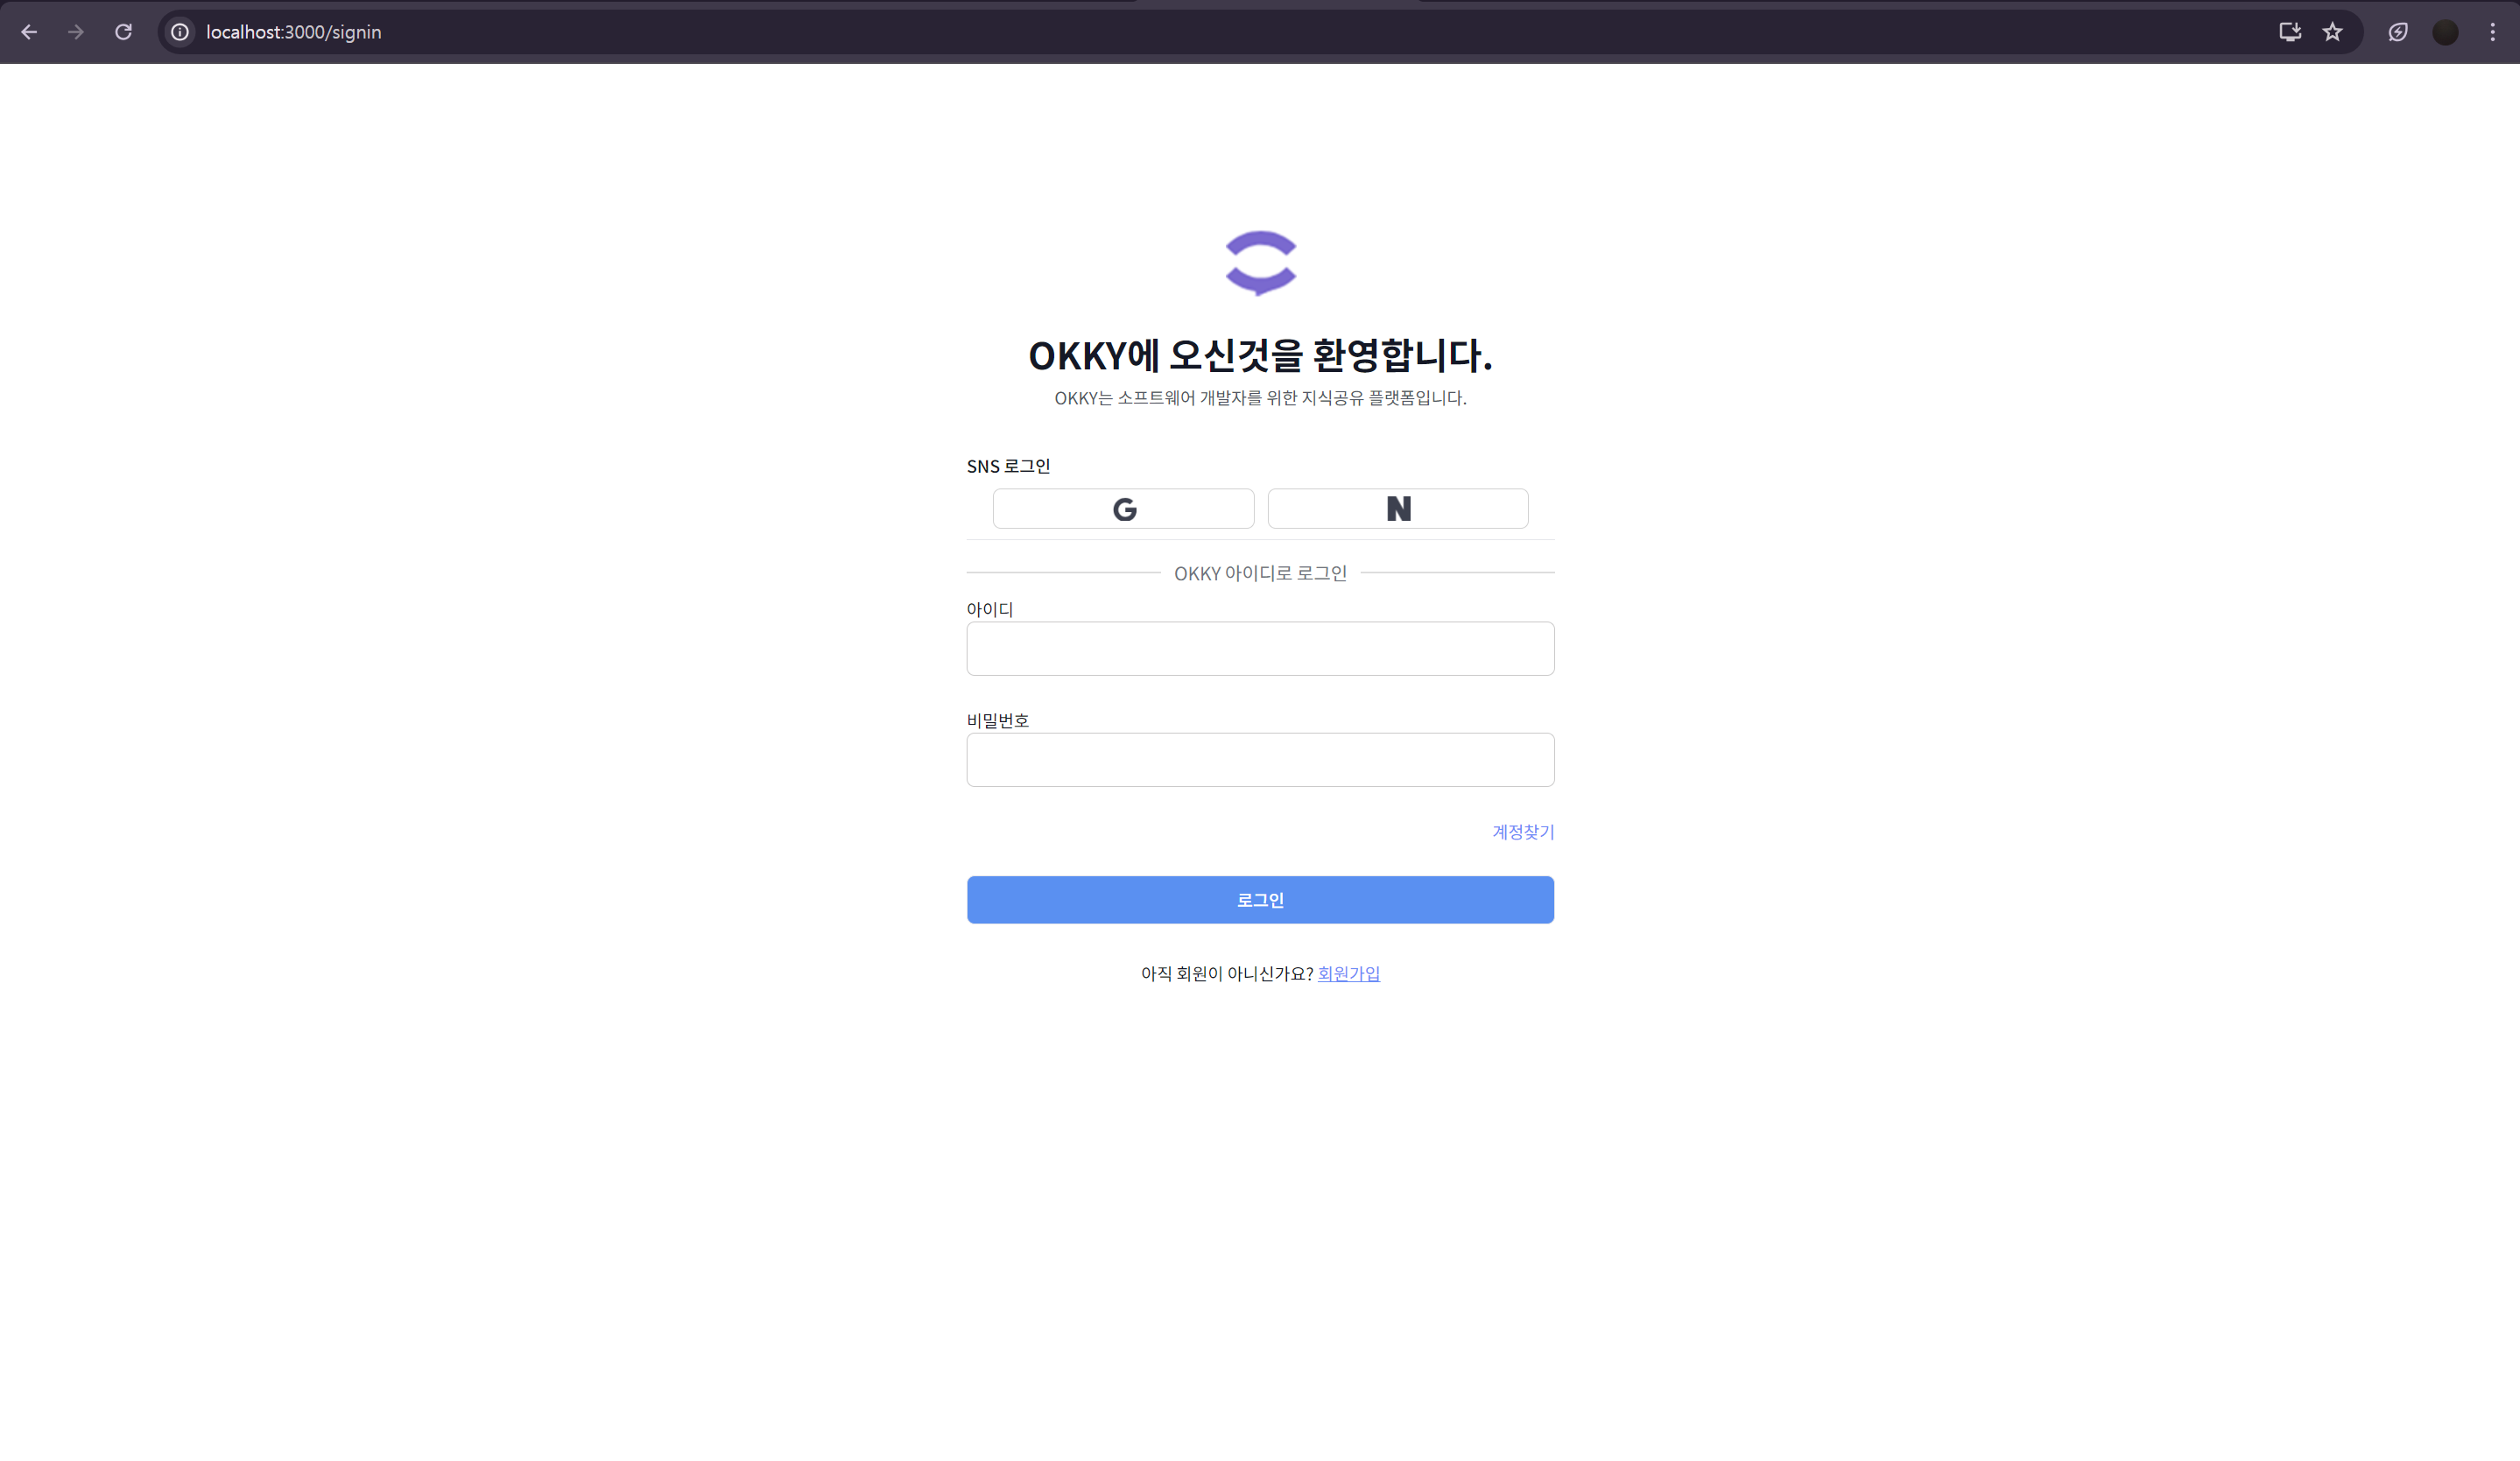 localhost:3000/signin
OKKY에 오신것을 환영합니다.
OKKY는 소프트웨어 개발자를 위한 지식공유 플랫폼입니다.
SNS 로그인
G N
OKKY 아이디로 로그인
아이디
비밀번호
계정찾기
로그인
아직 회원이 아니신가요? 회원가입